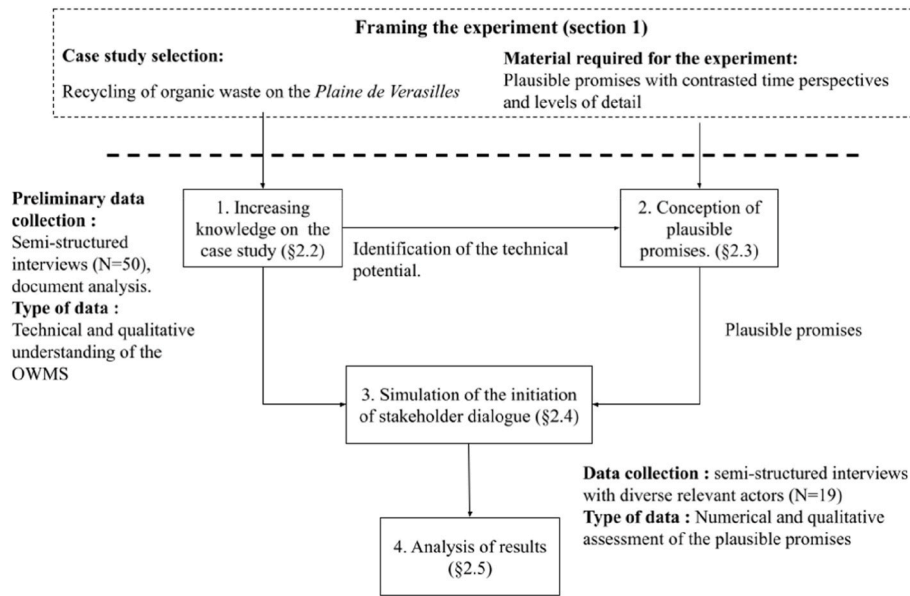 Framing the experiment (section 1)
Case study selection:
Recycling of organic waste on the Plaine de Verasilles
Material required for the experiment:
Plausible promises with contrasted time perspectives
and levels of detail
Preliminary data
collection :
Semi-structured
interviews (N=50),
document analysis.
Type of data :
Technical and qualitative
understanding of the
OWMS
1. Increasing
knowledge on the
case study (§2.2)
Identification of the technical
potential.
2. Conception of
plausible
promises. (§2.3)
Plausible promises
3. Simulation of the initiation
of stakeholder dialogue (§2.4)
Data collection : semi-structured interviews
with diverse relevant actors (N=19)
Type of data : Numerical and qualitative
assessment of the plausible promises
4. Analysis of results
(§2.5)